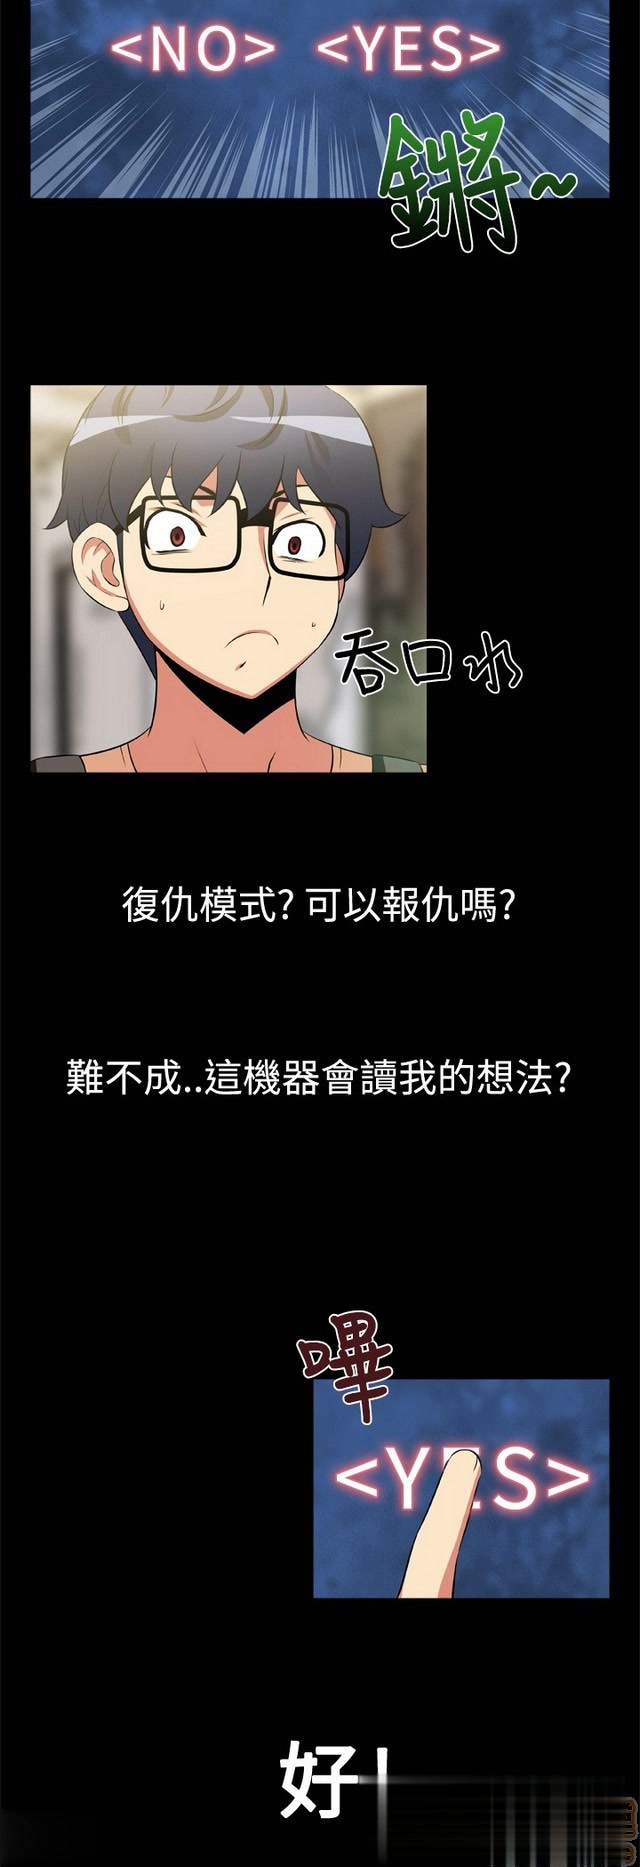 <NO> <YES>
鏘~
吞口水
復仇模式? 可以報仇嗎?
難不成..這機器會讀我的想法?
嗶
<YES>
好!